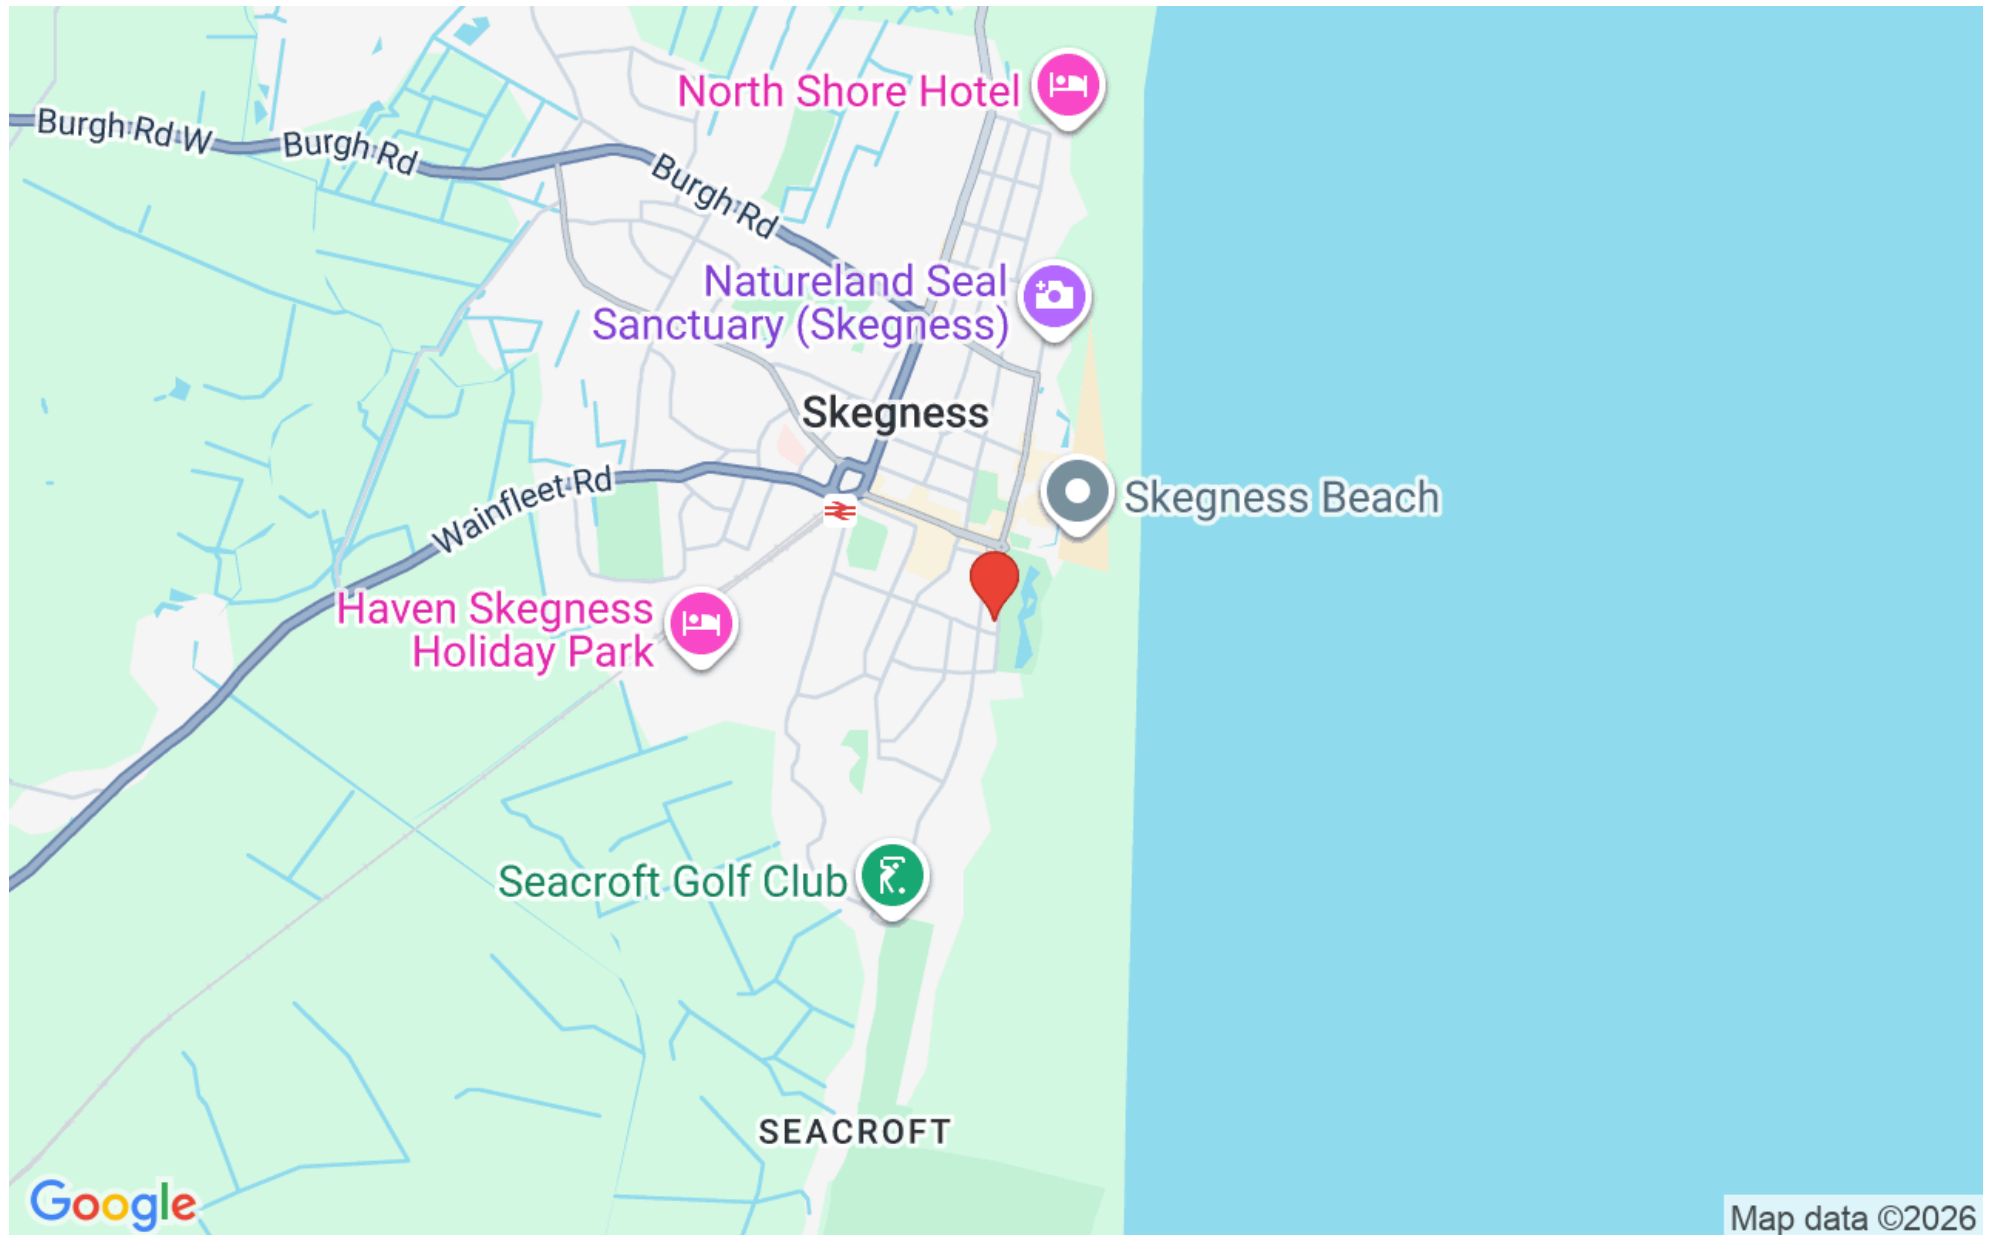 North Shore Hotel
Burgh Rd W
Burgh Rd
Burgh Rd
Natureland Seal
Sanctuary (Skegness)
Skegness
Wainfleet Rd
Skegness Beach
Haven Skegness
Holiday Park
Seacroft Golf Club
SEACROFT
Google
Map data ©2026